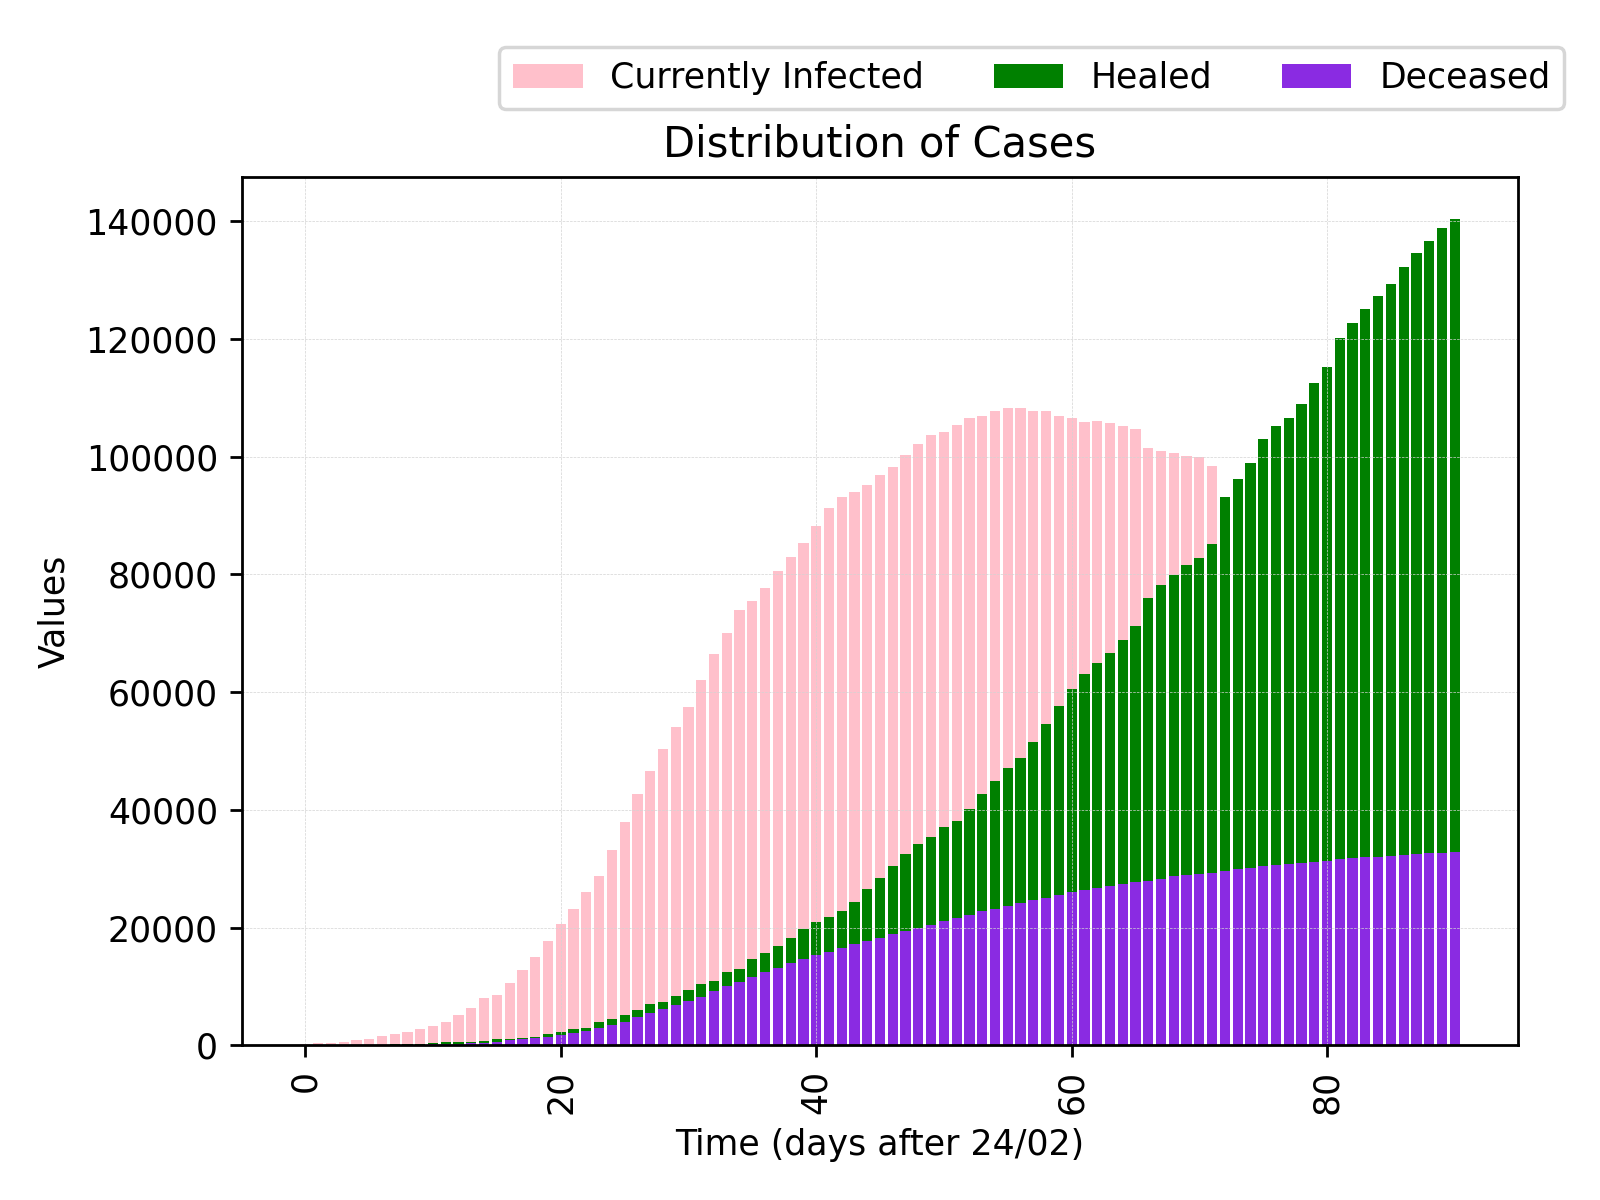 Currently Infected Healed Deceased
Distribution of Cases
140000
120000
100000
80000
60000
40000
20000
0
Values
0 20 40 60 80
Time (days after 24/02)